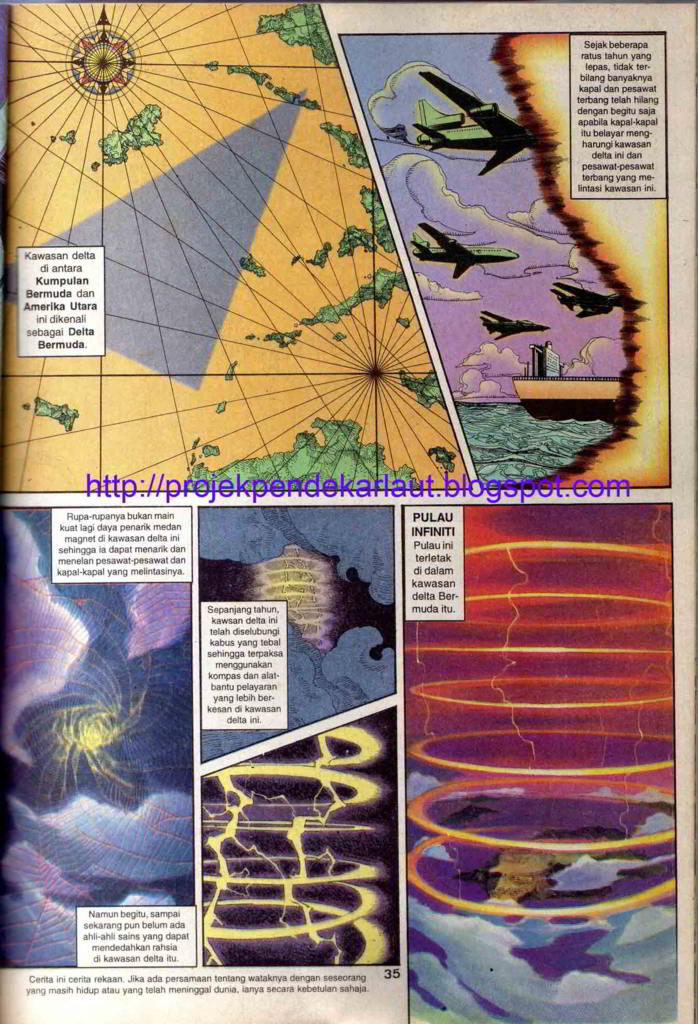 Kawasan delta
di antara
Kumpulan
Bermuda dan
Amerika Utara
ini dikenali
sebagai Delta
Bermuda.
Sejak beberapa
ratus tahun yang
lepas, tidak ter-
bilang banyaknya
kapal dan pesawat
terbang telah hilang
dengan begitu saja
apabila kapal-kapal
itu belayar meng-
harungi kawasan
delta ini dan
pesawat-pesawat
terbang yang me-
lintasi kawasan ini.
http://projekpendekarlaut.blogspot.com
Rupa-rupanya bukan main
kuat lagi daya penarik medan
magnet di kawasan delta ini
sehingga ia dapat menarik dan
menelan pesawat-pesawat dan
kapal-kapal yang melintasinya.
Sepanjang tahun,
kawsan delta ini
telah diselubungi
kabus yang tebal
sehingga terpaksa
menggunakan
kompas dan alat-
bantu pelayaran
yang lebih ber-
kesan di kawasan
delta ini.
PULAU
INFINITI
Pulau ini
terletak
di dalam
kawasan
delta Ber-
muda itu.
Namun begitu, sampai
sekarang pun belum ada
ahli-ahli sains yang dapat
mendedahkan rahsia
di kawasan delta itu.
Cerita ini cerita rekaan. Jika ada persamaan tentang wataknya dengan seseorang
yang masih hidup atau yang telah meninggal dunia, ianya secara kebetulan sahaja.
35